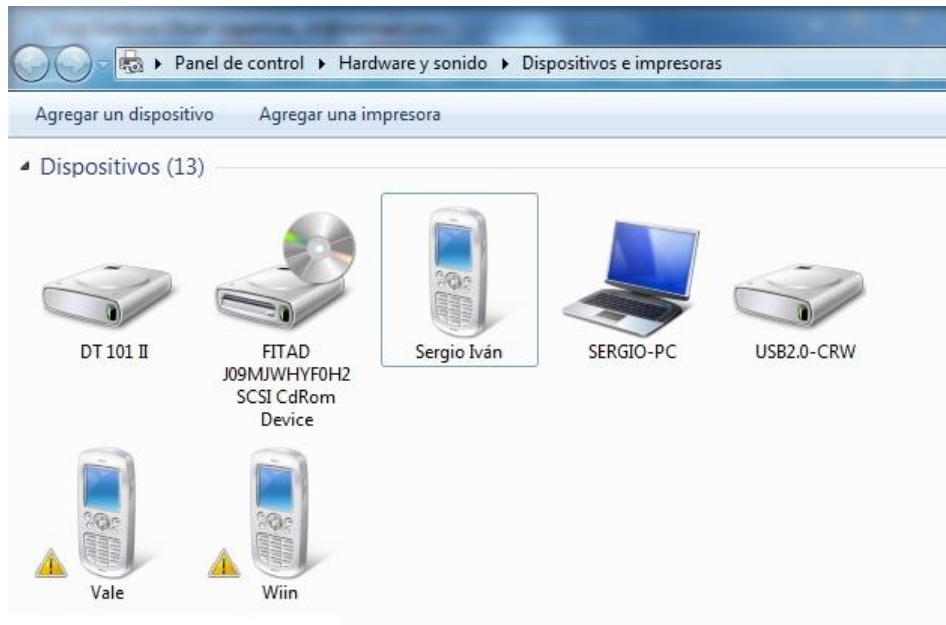 Panel de control Hardware y sonido Dispositivos e impresoras
Agregar un dispositivo Agregar una impresora
Dispositivos (13)
DT 101 II
FITAD
J09MJWHYF0H2
SCSI CdRom
Device
Sergio Iván
SERGIO-PC
USB2.0-CRW
Vale
Wiin